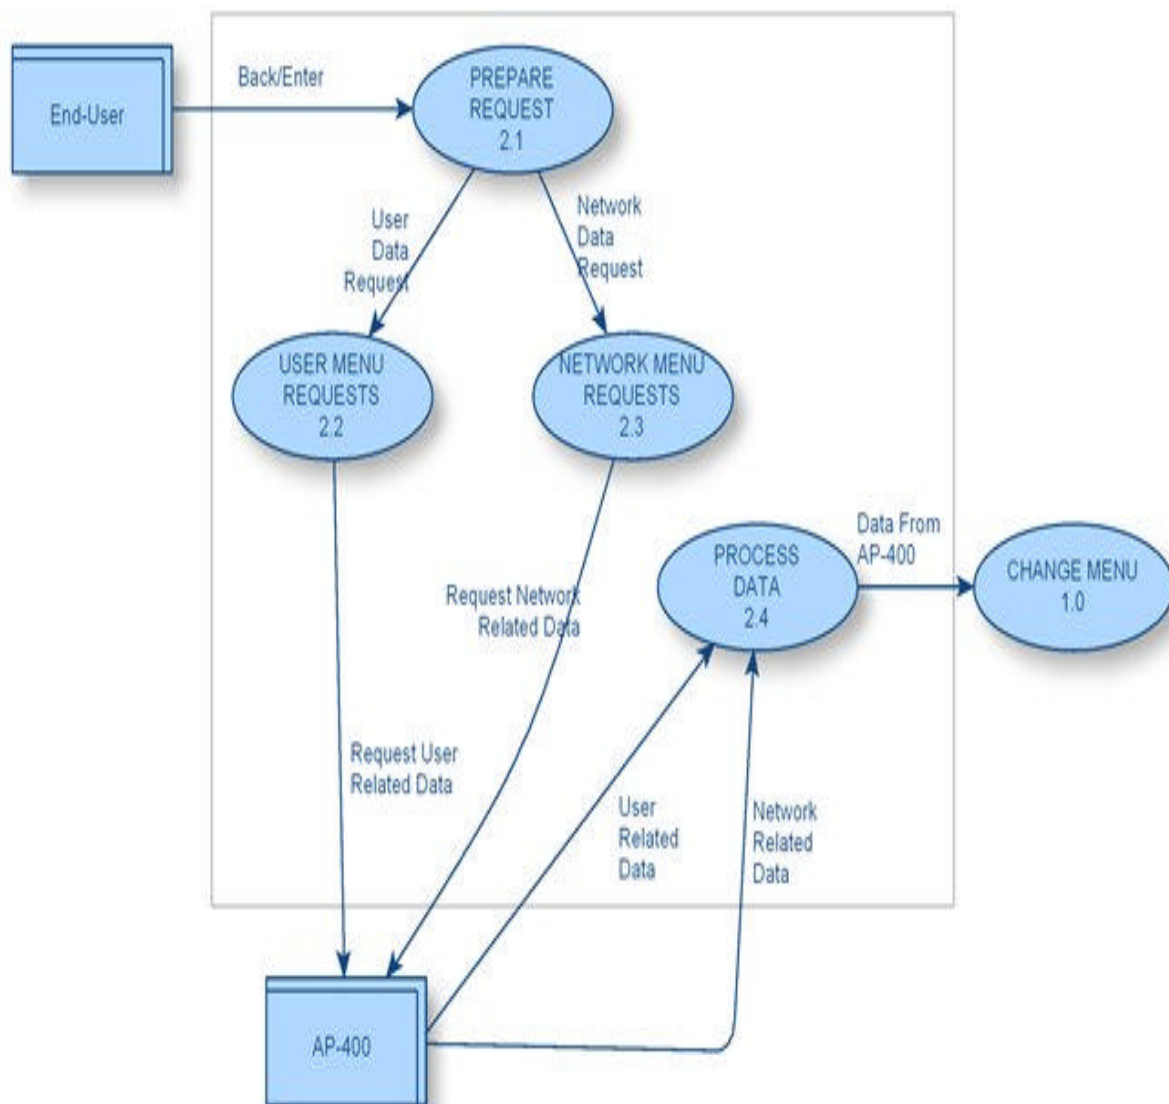 End-User
Back/Enter
PREPARE
REQUEST
2.1
User
Data
Request
Network
Data
Request
USER MENU
REQUESTS
2.2
NETWORK MENU
REQUESTS
2.3
Data From
AP-400
PROCESS
DATA
2.4
CHANGE MENU
1.0
Request Network
Related Data
Request User
Related Data
User
Related
Data
Network
Related
Data
AP-400